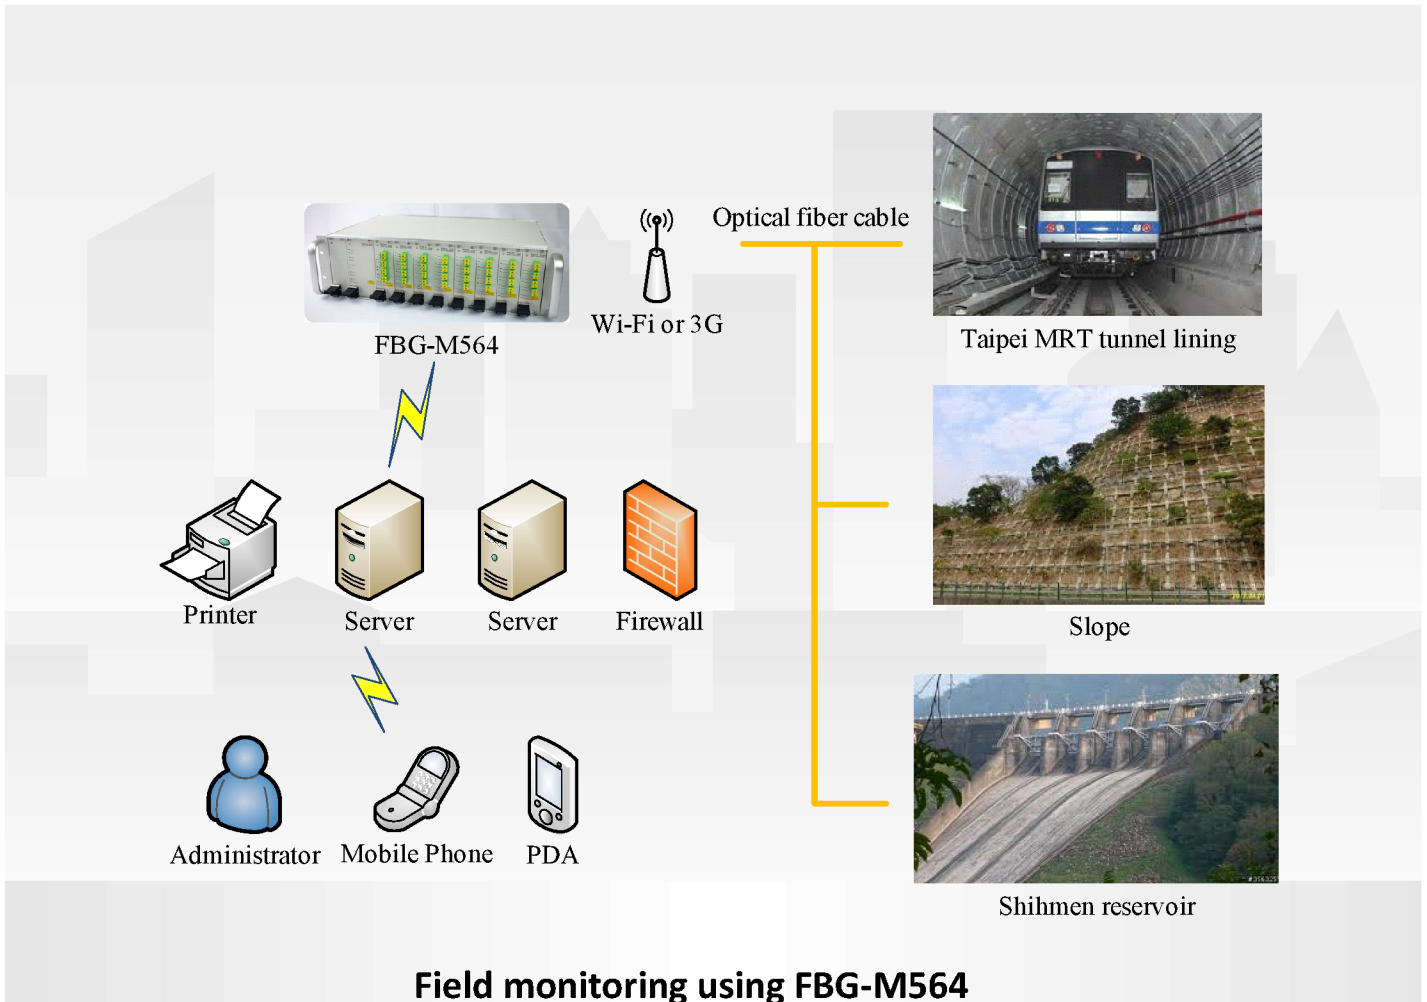 Optical fiber cable
Wi-Fi or 3G
FBG-M564
Taipei MRT tunnel lining
Printer
Server
Server
Firewall
Slope
Administrator
Mobile Phone
PDA
Shihmen reservoir
Field monitoring using FBG-M564